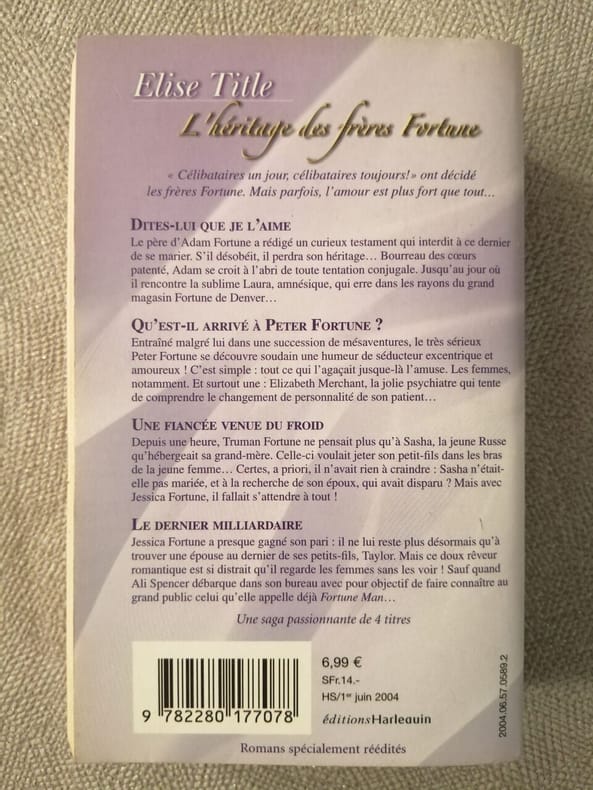 Elise Title
L'héritage des frères Fortune
« Célibataires un jour, célibataires toujours!» ont décidé
les frères Fortune. Mais parfois, l'amour est plus fort que tout...
DITES-LUI QUE JE L'AIME
Le père d'Adam Fortune a rédigé un curieux testament qui interdit à ce dernier
de se marier. S'il désobéit, il perdra son héritage... Bourreau des cœurs
patenté, Adam se croit à l'abri de toute tentation conjugale. Jusqu'au jour où
il rencontre la sublime Laura, amnésique, qui erre dans les rayons du grand
magasin Fortune de Denver...
QU'EST-IL ARRIVÉ À PETER FORTUNE ?
Entraîné malgré lui dans une succession de mésaventures, le très sérieux
Peter Fortune se découvre soudain une humeur de séducteur excentrique et
amoureux ! C'est simple : tout ce qui l'agaçait jusque-là l'amuse. Les femmes,
notamment. Et surtout une : Elizabeth Merchant, la jolie psychiatre qui tente
de comprendre le changement de personnalité de son patient...
UNE FIANCÉE VENUE DU FROID
Depuis une heure, Truman Fortune ne pensait plus qu'à Sasha, la jeune Russe
qu'hébergeait sa grand-mère. Celle-ci voulait jeter son petit-fils dans les bras
de la jeune femme... Certes, a priori, il n'avait rien à craindre : Sasha n'était-
elle pas mariée, et à la recherche de son époux, qui avait disparu ? Mais avec
Jessica Fortune, il fallait s'attendre à tout !
LE DERNIER MILLIARDAIRE
Jessica Fortune a presque gagné son pari : il ne lui reste plus désormais qu'à
trouver une épouse au dernier de ses petits-fils, Taylor. Mais ce doux rêveur
romantique est si distrait qu'il regarde les femmes sans les voir ! Sauf quand
Ali Spencer débarque dans son bureau avec pour objectif de faire connaître au
grand public celui qu'elle appelle déjà Fortune Man...
Une saga passionnante de 4 titres
6,99 €
SFr.14.-
HS/1er juin 2004
éditions Harlequin
9 782280 177078
2004.06.57.0589.2
Romans spécialement réédités